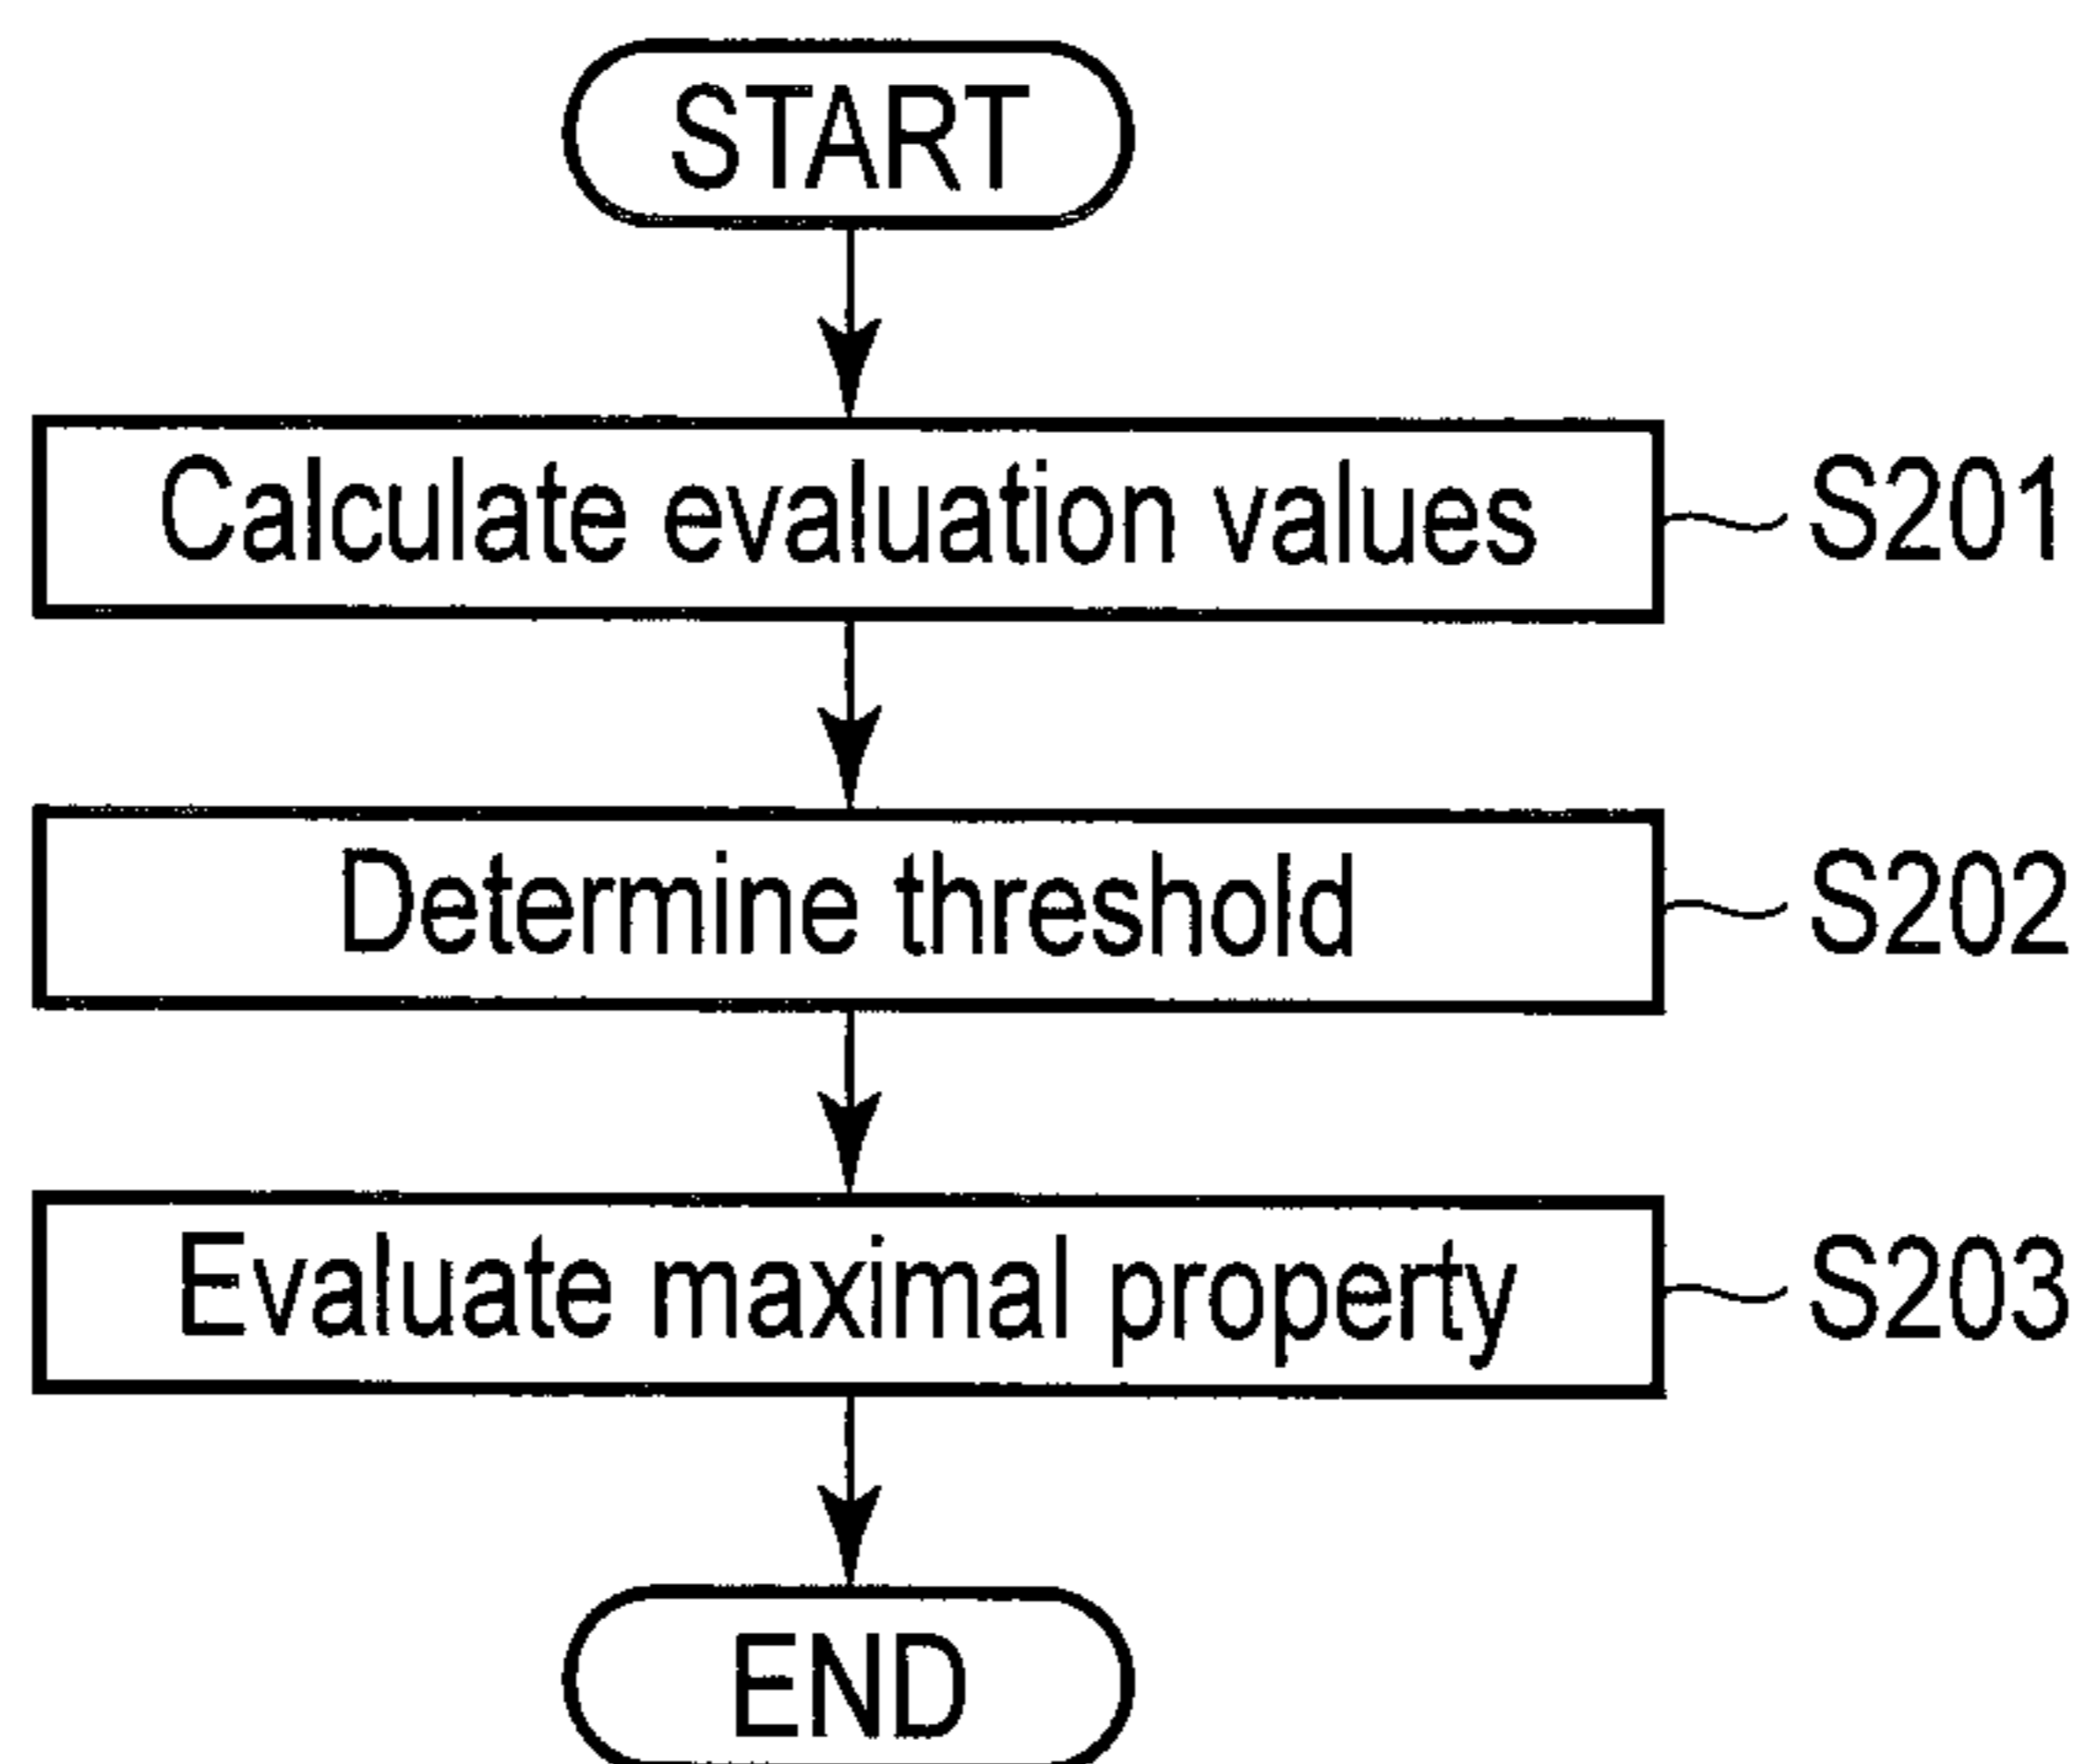 START
Calculate evaluation values
S201
Determine threshold
S202
Evaluate maximal property
S203
END